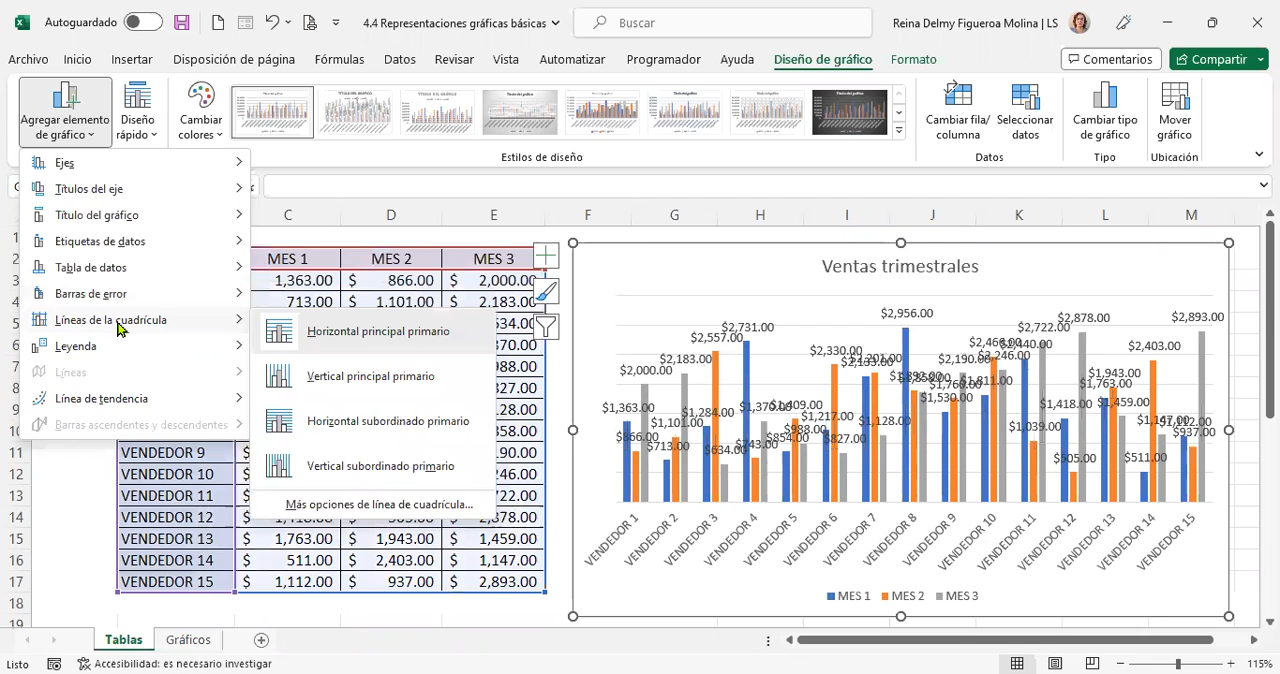 Autoguardado
4.4 Representaciones gráficas básicas
Buscar
Reina Delmy Figueroa Molina | LS
Archivo Inicio Insertar Disposición de página Fórmulas Datos Revisar Vista Automatizar Programador Ayuda Diseño de gráfico Formato
Comentarios
Compartir
Agregar elemento de gráfico
Diseño rápido
Cambiar colores
Estilos de diseño
Cambiar fila/ columna
Seleccionar datos
Datos
Cambiar tipo de gráfico
Tipo
Mover gráfico
Ubicación
Ejes
Títulos del eje
Título del gráfico
Etiquetas de datos
Tabla de datos
Barras de error
Líneas de la cuadrícula
Leyenda
Líneas
Línea de tendencia
Barras ascendentes y descendentes
Horizontal principal primario
Vertical principal primario
Horizontal subordinado primario
Vertical subordinado primario
Más opciones de línea de cuadrícula...
C D E F G H I J K L M
MES 1 MES 2 MES 3
1,363.00 $ 866.00 $ 2,000.00
713.00 $ 1,101.00 $ 2,183.00
11 VENDEDOR 9
12 VENDEDOR 10
13 VENDEDOR 11
14 VENDEDOR 12
15 VENDEDOR 13 $ 1,763.00 $ 1,943.00 $ 1,459.00
16 VENDEDOR 14 $ 511.00 $ 2,403.00 $ 1,147.00
17 VENDEDOR 15 $ 1,112.00 $ 937.00 $ 2,893.00
18
19
Ventas trimestrales
$2,956.00
$2,731.00
$2,722.00
$2,878.00
$2,893.00
$2,557.00
$2,183.00
$2,000.00
$2,330.00
$2,403.00
$1,943.00
$1,763.00
$1,459.00
$1,363.00
$866.00
$1,101.00
$713.00
$1,284.00
$634.00
$1,217.00
$827.00
$1,128.00
$1,530.00
$1,039.00
$1,418.00
$505.00
$511.00
$937.00
VENDEDOR 1 VENDEDOR 2 VENDEDOR 3 VENDEDOR 4 VENDEDOR 5 VENDEDOR 6 VENDEDOR 7 VENDEDOR 8 VENDEDOR 9 VENDEDOR 10 VENDEDOR 11 VENDEDOR 12 VENDEDOR 13 VENDEDOR 14 VENDEDOR 15
MES 1 MES 2 MES 3
Tablas Gráficos
Listo
Accesibilidad: es necesario investigar
115%